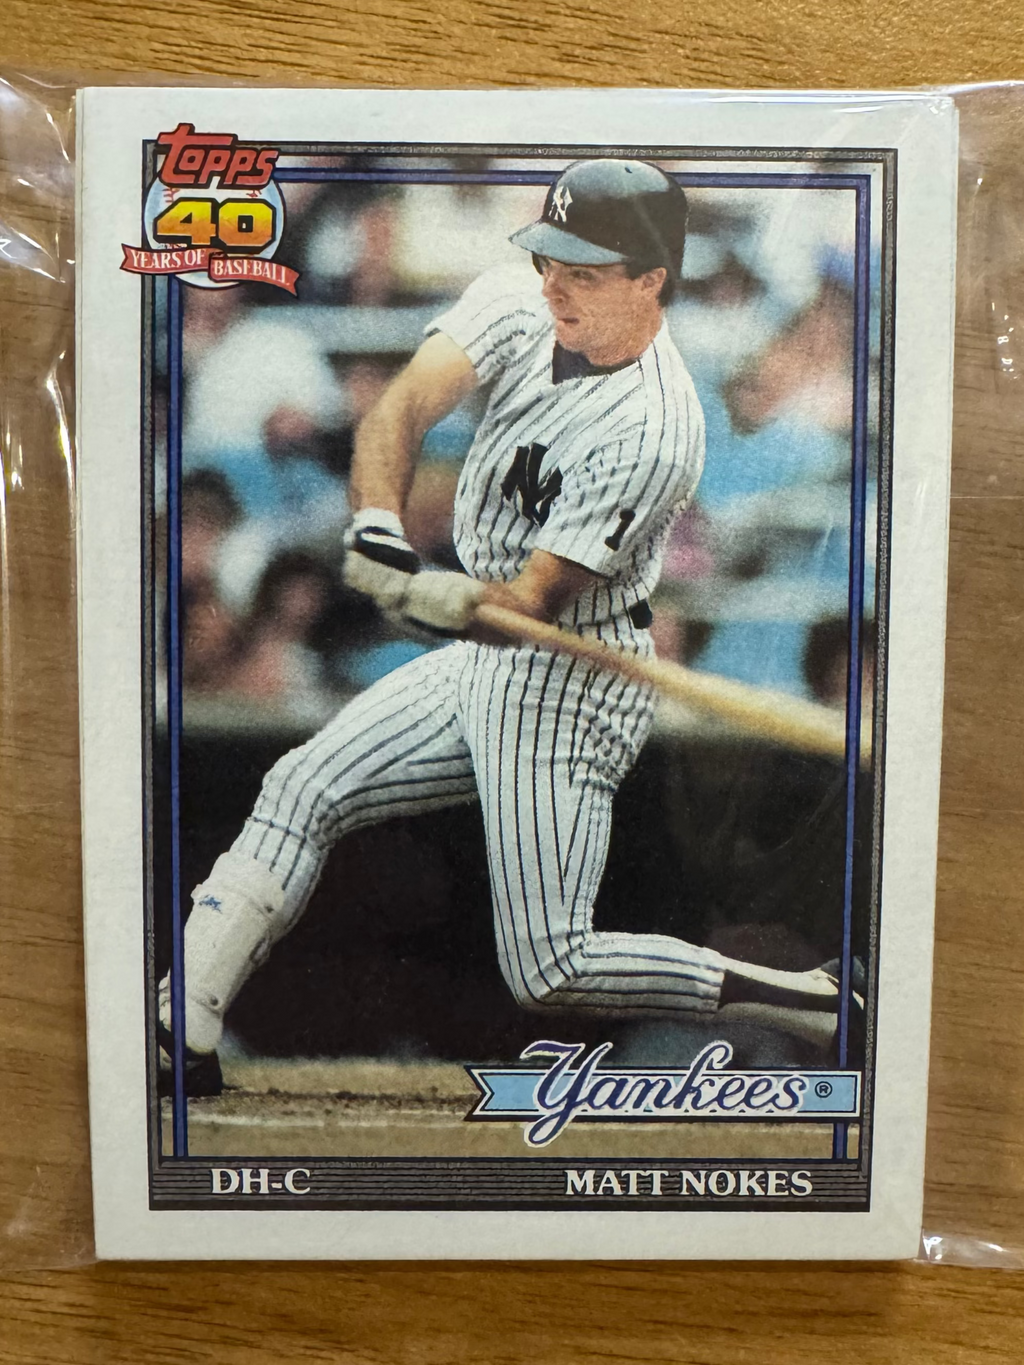 Topps
40
YEARS OF BASEBALL
NY
NY
1
Yankees®
DH-C MATT NOKES